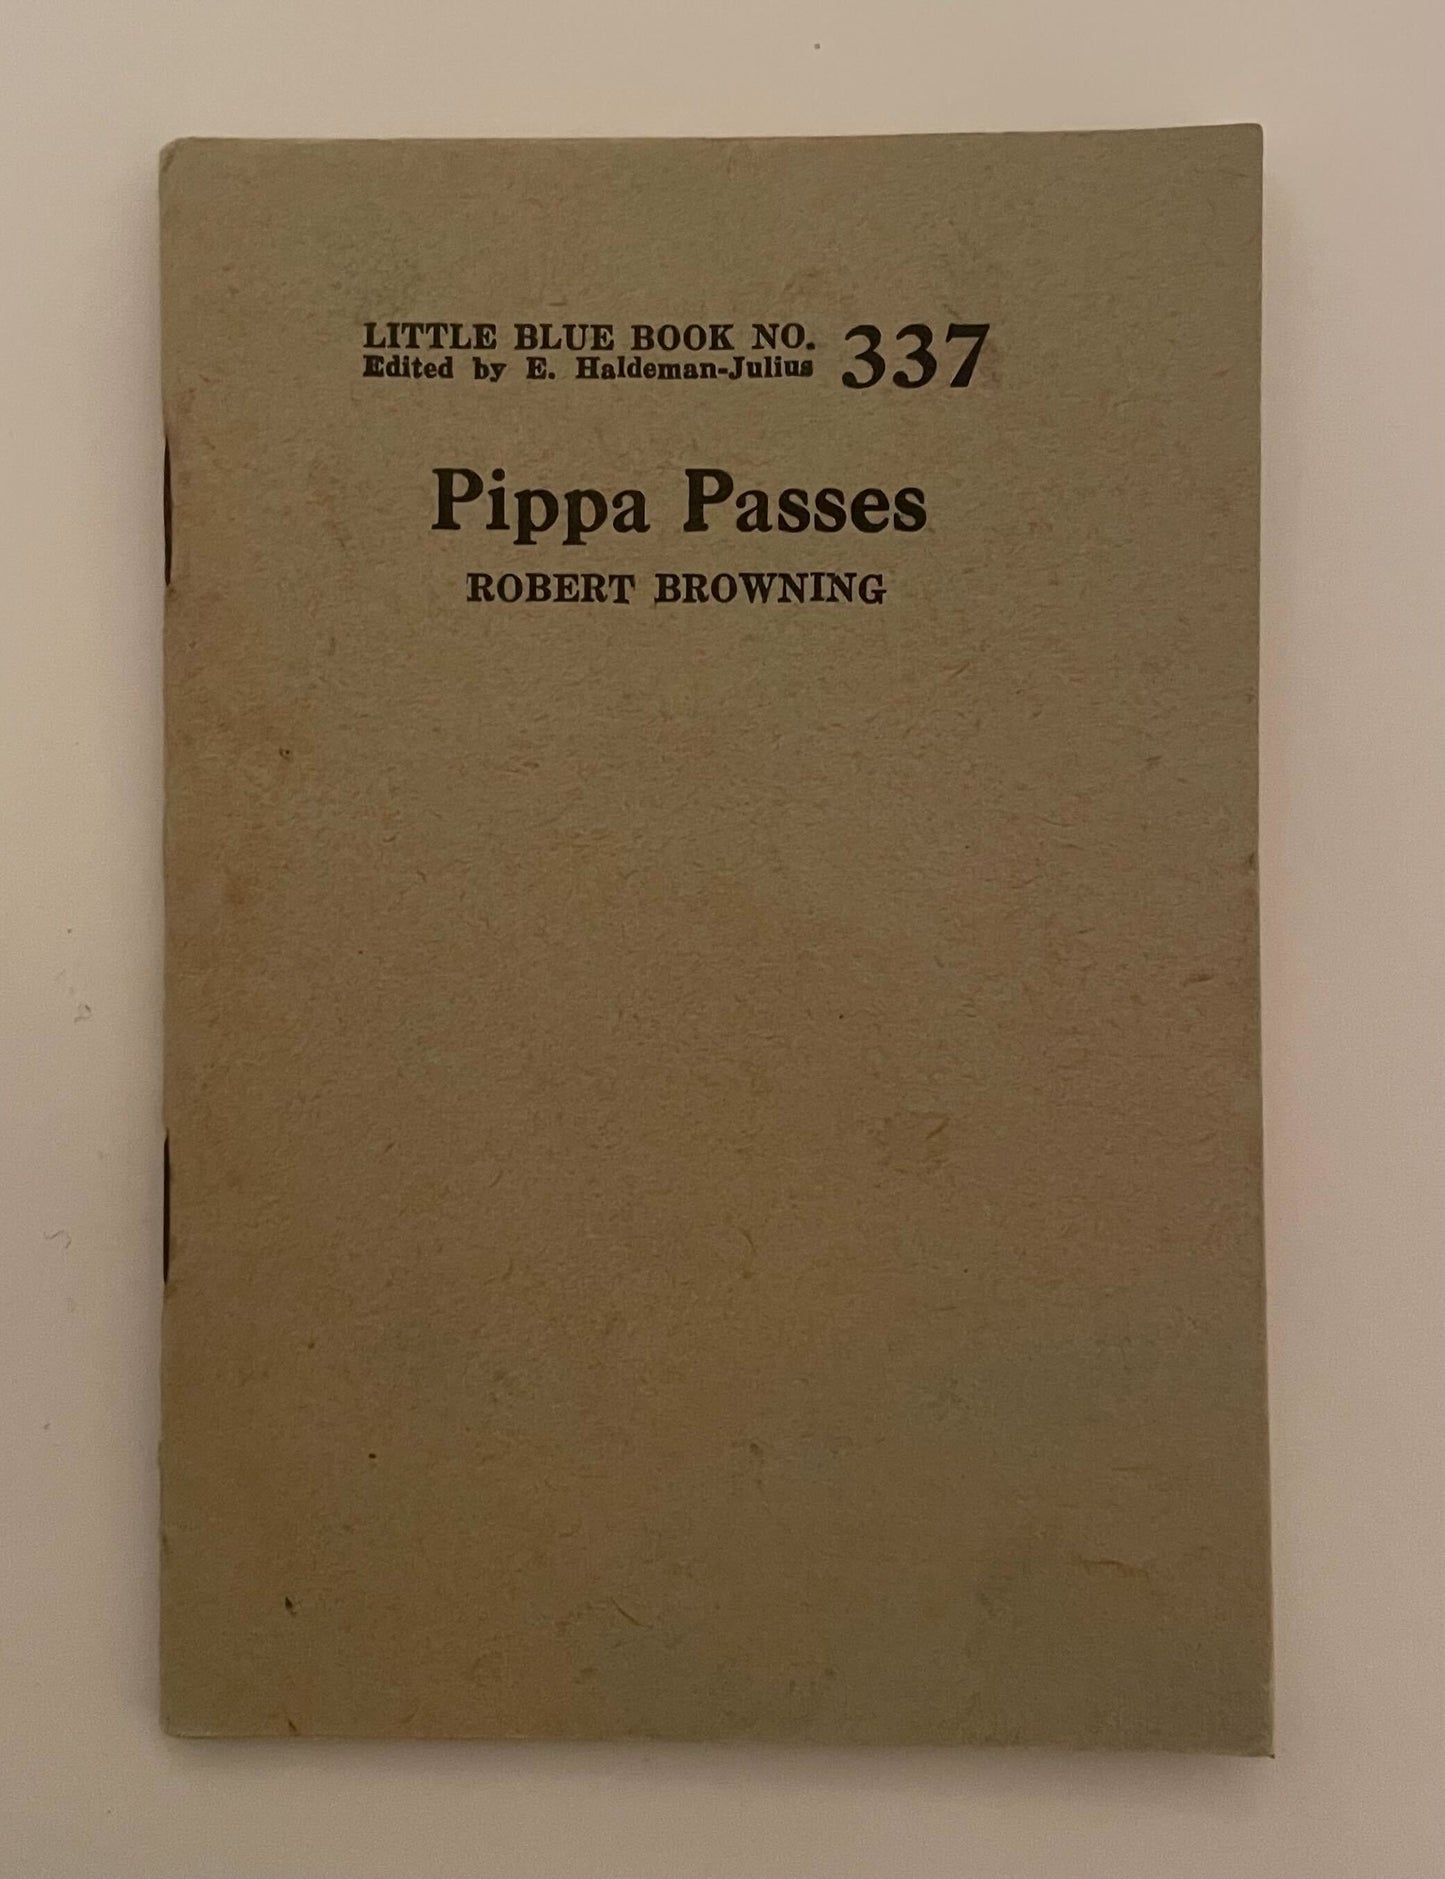 LITTLE BLUE BOOK NO. 337
Edited by E. Haldeman-Julius
Pippa Passes
ROBERT BROWNING